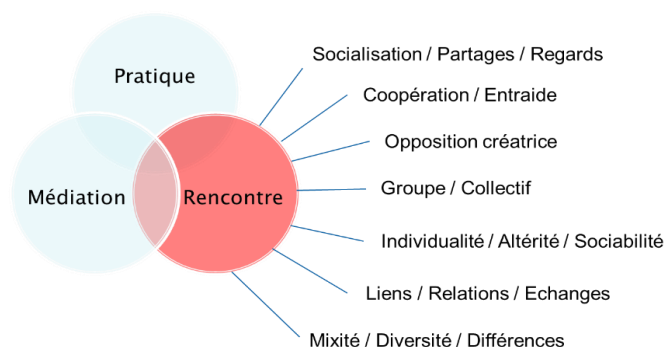 Pratique
Médiation
Rencontre
Socialisation / Partages / Regards
Coopération / Entraide
Opposition créatrice
Groupe / Collectif
Individualité / Altérité / Sociabilité
Liens / Relations / Echanges
Mixité / Diversité / Différences